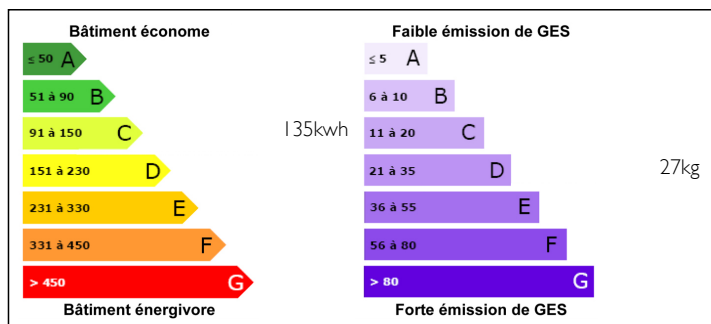 Bâtiment économe
≤ 50 A
51 à 90 B
91 à 150 C
135kwh
151 à 230 D
231 à 330 E
331 à 450 F
> 450 G
Bâtiment énergivore
Faible émission de GES
≤ 5 A
6 à 10 B
11 à 20 C
21 à 35 D
27kg
36 à 55 E
56 à 80 F
> 80 G
Forte émission de GES